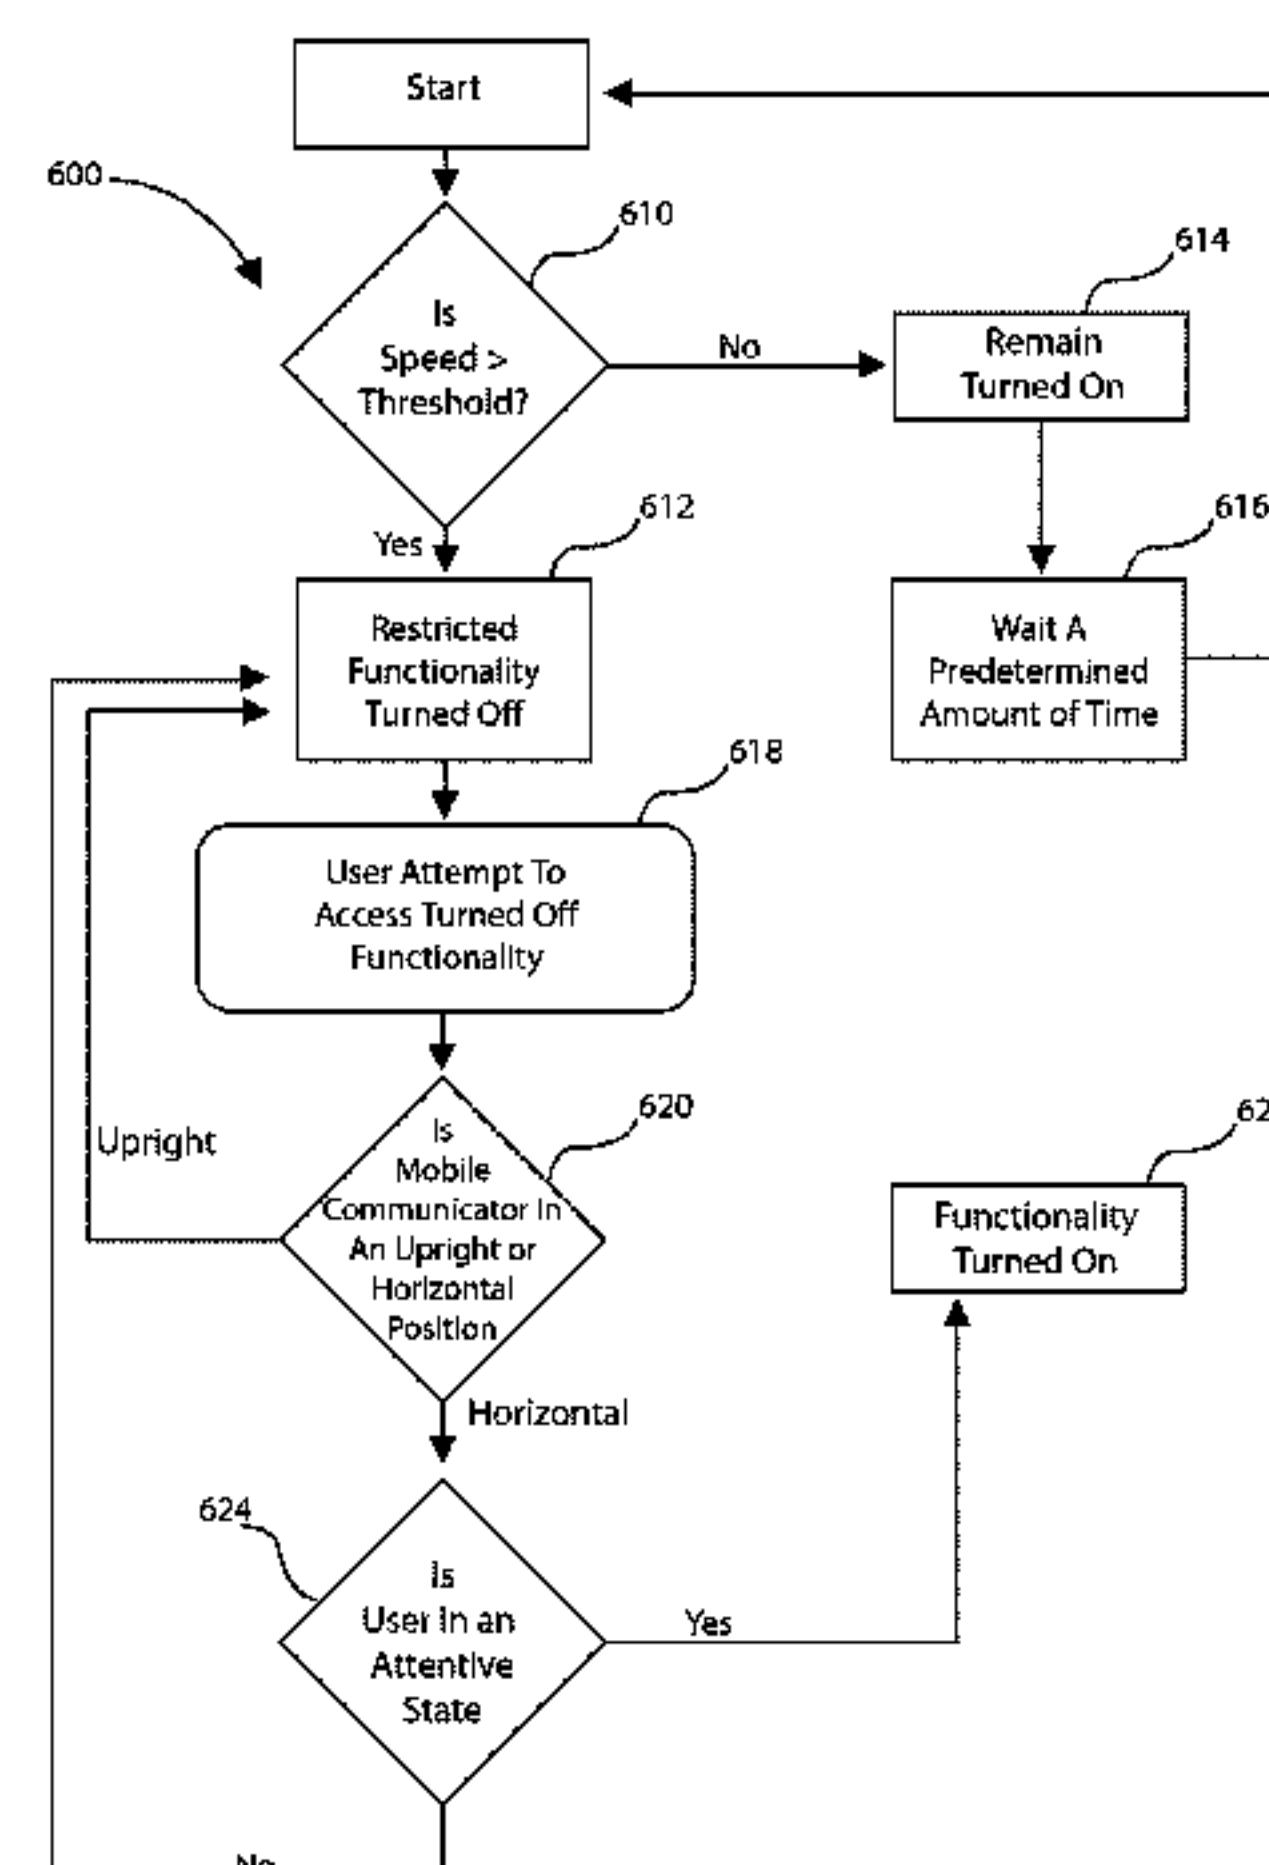 Start
600
610
Is
Speed >
Threshold?
No
614
Remain
Turned On
Yes
612
Restricted
Functionality
Turned Off
616
Wait A
Predetermined
Amount of Time
618
User Attempt To
Access Turned Off
Functionality
620
Is
Mobile
Communicator In
An Upright or
Horizontal
Position
Upright
62
Functionality
Turned On
Horizontal
624
Is
User in an
Attentive
State
Yes
No